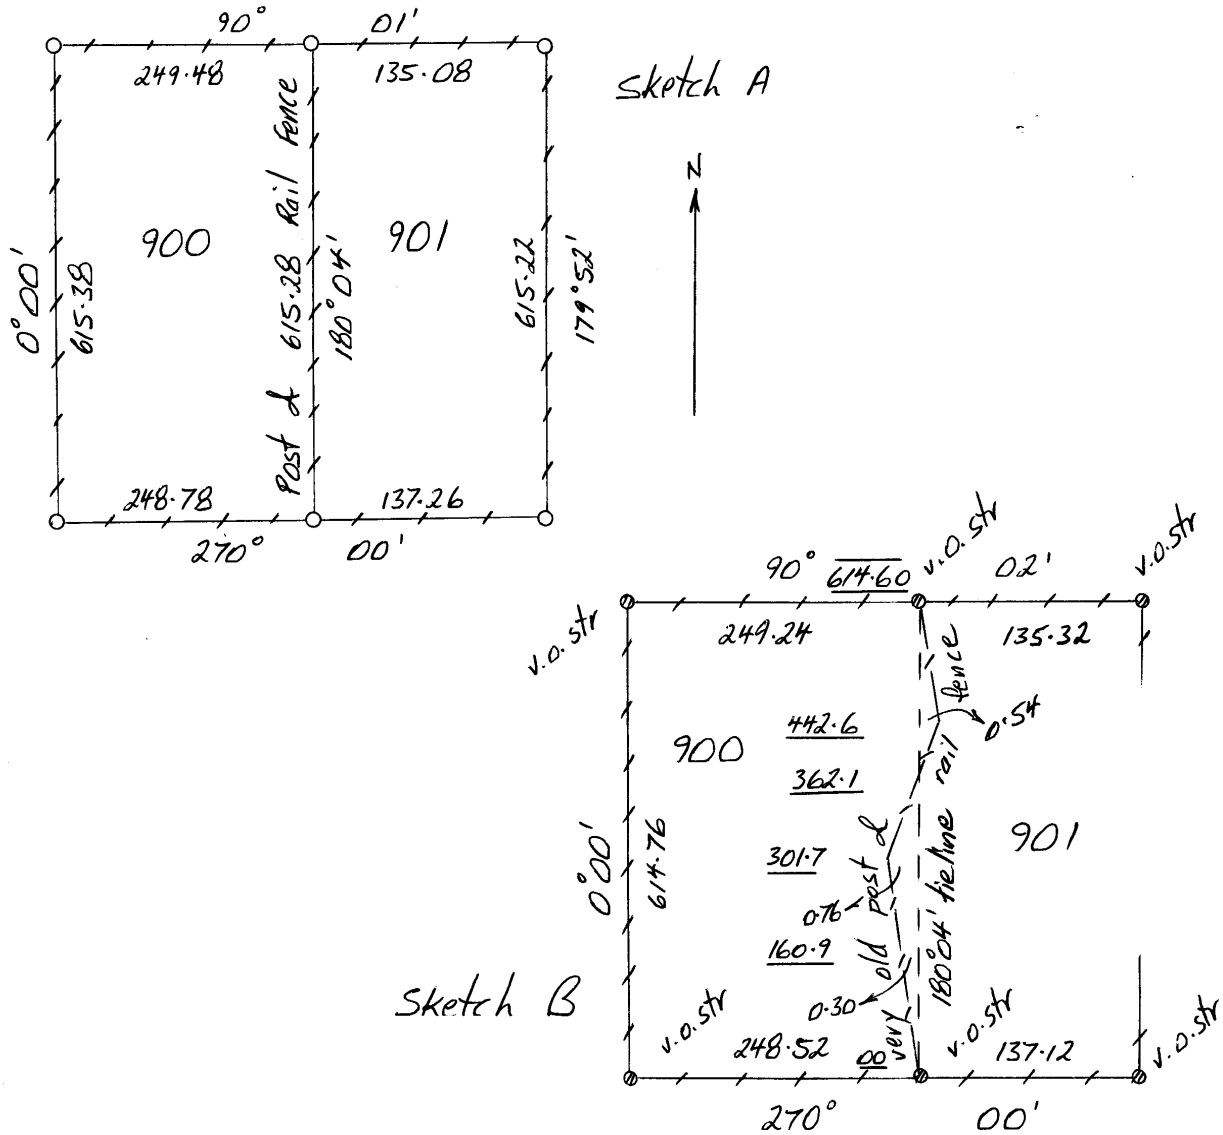 90° 01'
249.48 135.08
Sketch A
N
Post & 615.28 Rail Fence
900 901
0°00'
615.38
180°04'
615.22
179°52'
248.78 137.26
270° 00'
90° 614.60 02'
v.o.str
v.o.str
v.o.str
249.24 135.32
very old post & rail fence
0.54
442.6
900
362.1
901
180°04' tieline
301.7
0.76
0°00'
614.76
160.9
0.30
Sketch B
v.o.str
v.o.str
v.o.str
248.52 00 137.12
270° 00'